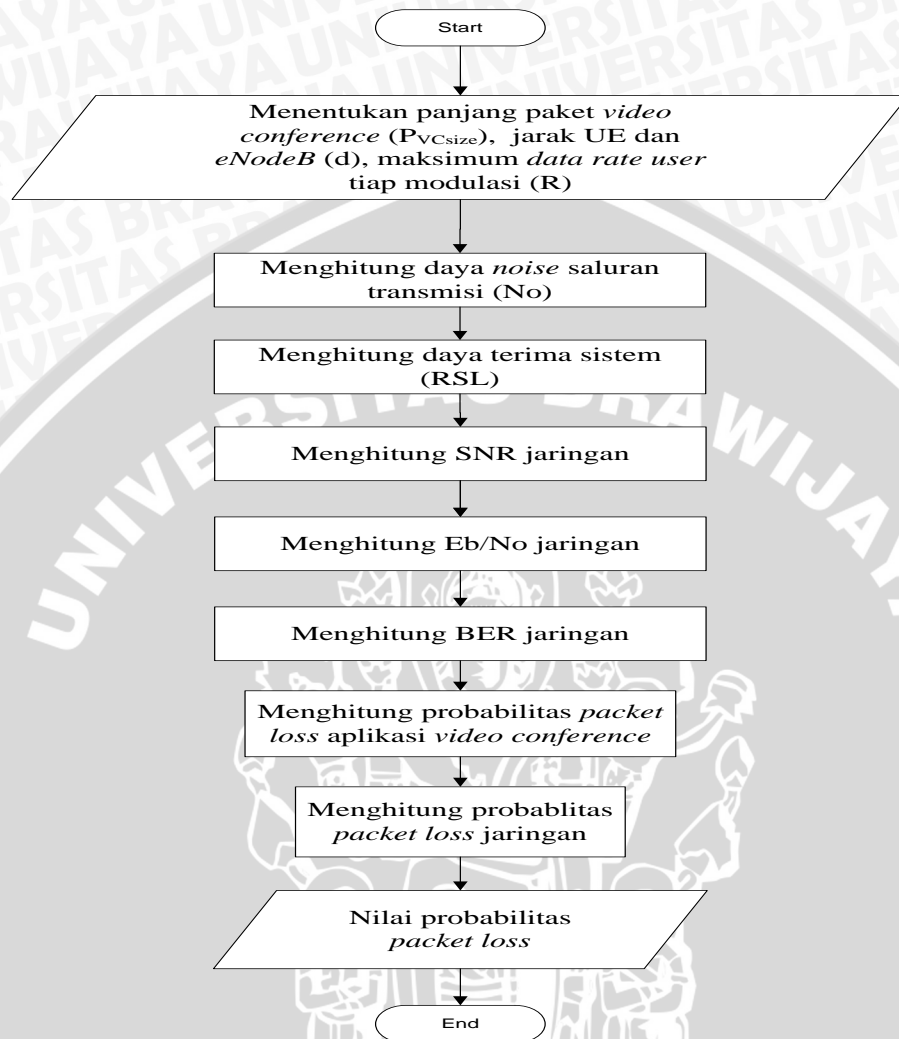 Start
Menentukan panjang paket video
conference (PVCsize), jarak UE dan
eNodeB (d), maksimum data rate user
tiap modulasi (R)
Menghitung daya noise saluran
transmisi (No)
Menghitung daya terima sistem
(RSL)
UNIVERSITAS BRAWIJAYA
Menghitung SNR jaringan
Menghitung Eb/No jaringan
Menghitung BER jaringan
Menghitung probabilitas packet
loss aplikasi video conference
Menghitung probablitas
packet loss jaringan
Nilai probabilitas
packet loss
End